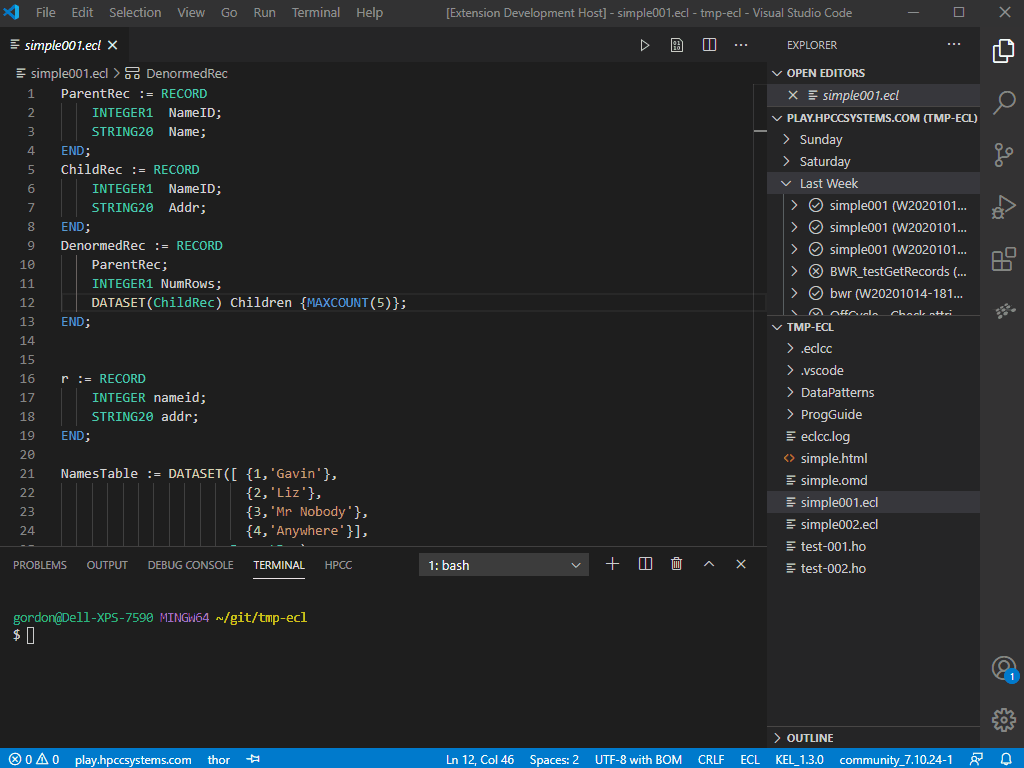 File Edit Selection View Go Run Terminal Help [Extension Development Host] - simple001.ecl - tmp-ecl - Visual Studio Code
simple001.ecl
simple001.ecl > DenormedRec
1 ParentRec := RECORD
2 INTEGER1 NameID;
3 STRING20 Name;
4 END;
5 ChildRec := RECORD
6 INTEGER1 NameID;
7 STRING20 Addr;
8 END;
9 DenormedRec := RECORD
10 ParentRec;
11 INTEGER1 NumRows;
12 DATASET(ChildRec) Children {MAXCOUNT(5)};
13 END;
14
15
16 r := RECORD
17 INTEGER nameid;
18 STRING20 addr;
19 END;
20
21 NamesTable := DATASET([ {1,'Gavin'},
22 {2,'Liz'},
23 {3,'Mr Nobody'},
24 {4,'Anywhere'}],
PROBLEMS OUTPUT DEBUG CONSOLE TERMINAL HPCC 1: bash
gordon@Dell-XPS-7590 MINGW64 ~/git/tmp-ecl
$
EXPLORER
OPEN EDITORS
simple001.ecl
PLAY.HPCCSYSTEMS.COM (TMP-ECL)
Sunday
Saturday
Last Week
simple001 (W2020101...
simple001 (W2020101...
simple001 (W2020101...
BWR_testGetRecords (...
bwr (W20201014-181...
OffCycle - Check attri...
TMP-ECL
.eclcc
.vscode
DataPatterns
ProgGuide
eclcc.log
simple.html
simple.omd
simple001.ecl
simple002.ecl
test-001.ho
test-002.ho
OUTLINE
1
0 0 play.hpccsystems.com thor Ln 12, Col 46 Spaces: 2 UTF-8 with BOM CRLF ECL KEL_1.3.0 community_7.10.24-1